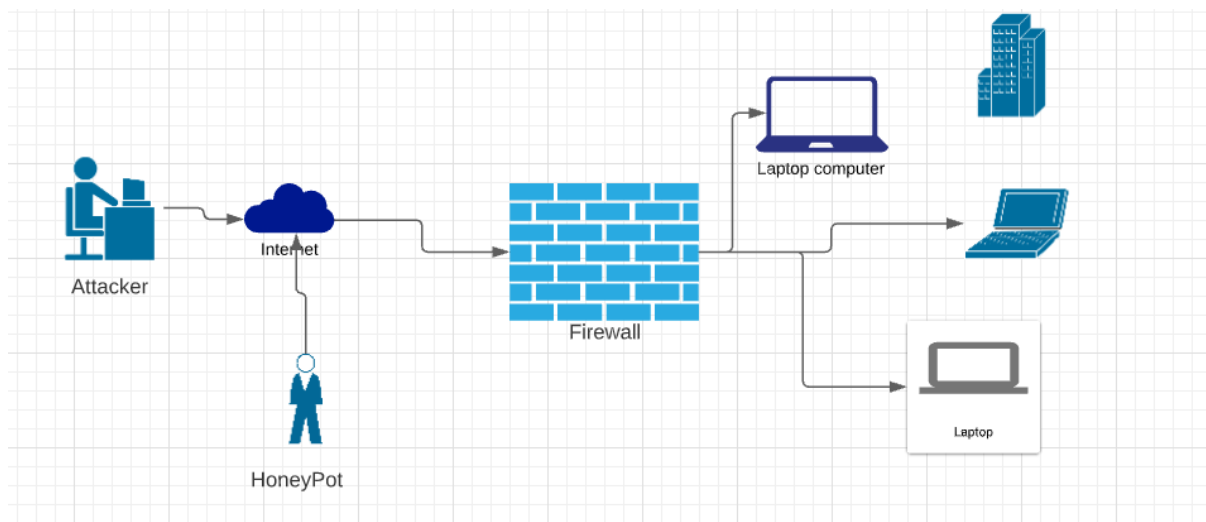 Laptop computer
Internet
Attacker
Firewall
Laptop
HoneyPot